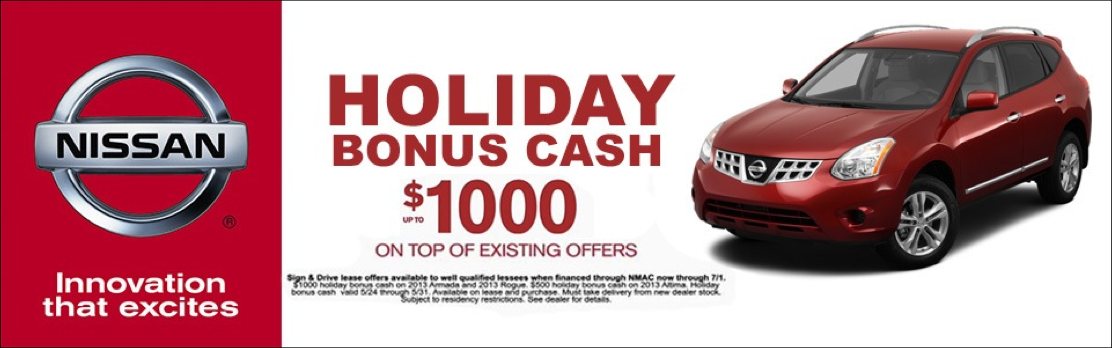 NISSAN
®
Innovation
that excites
HOLIDAY
BONUS CASH
UP TO $1000
ON TOP OF EXISTING OFFERS
Sign & Drive lease offers available to well qualified lessees when financed through NMAC now through 7/1.
$1000 holiday bonus cash on 2013 Armada and 2013 Rogue. $500 holiday bonus cash on 2013 Altima. Holiday
bonus cash valid 5/24 through 5/31. Available on lease and purchase. Must take delivery from new dealer stock.
Subject to residency restrictions. See dealer for details.